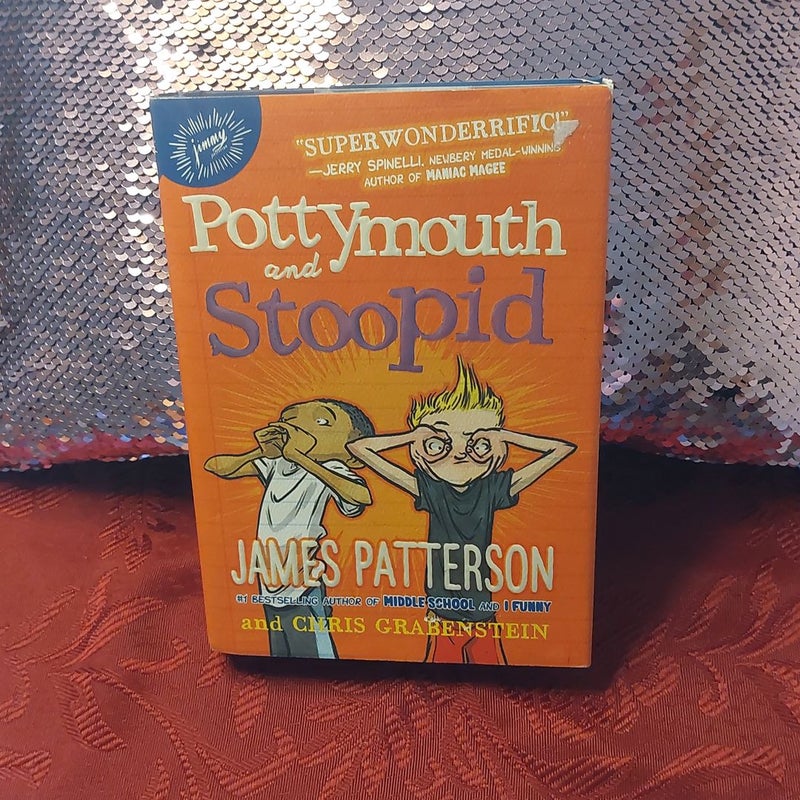 jimmy
"SUPERWONDERRIFIC!"
—JERRY SPINELLI, NEWBERY MEDAL-WINNING
AUTHOR OF MANIAC MAGEE
Pottymouth
and
Stoopid
JAMES PATTERSON
#1 BESTSELLING AUTHOR OF MIDDLE SCHOOL AND I FUNNY
and CHRIS GRABENSTEIN